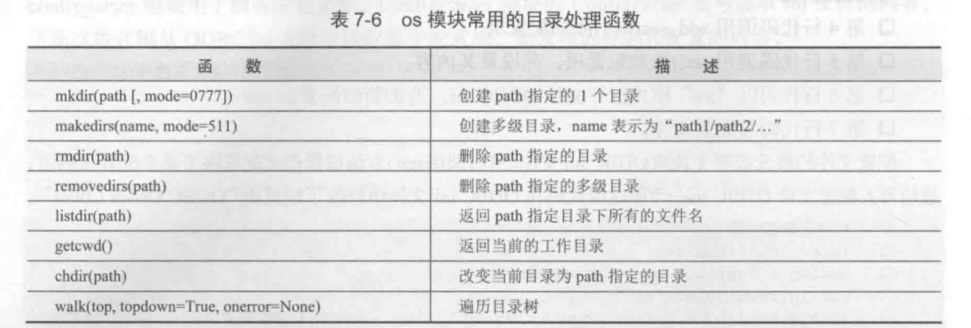 表 7-6 os 模块常用的目录处理函数
函 数 描 述
mkdir(path [, mode=0777]) 创建 path 指定的 1 个目录
makedirs(name, mode=511) 创建多级目录，name 表示为“path1/path2/…”
rmdir(path) 删除 path 指定的目录
removedirs(path) 删除 path 指定的多级目录
listdir(path) 返回 path 指定目录下所有的文件名
getcwd() 返回当前的工作目录
chdir(path) 改变当前目录为 path 指定的目录
walk(top, topdown=True, onerror=None) 遍历目录树